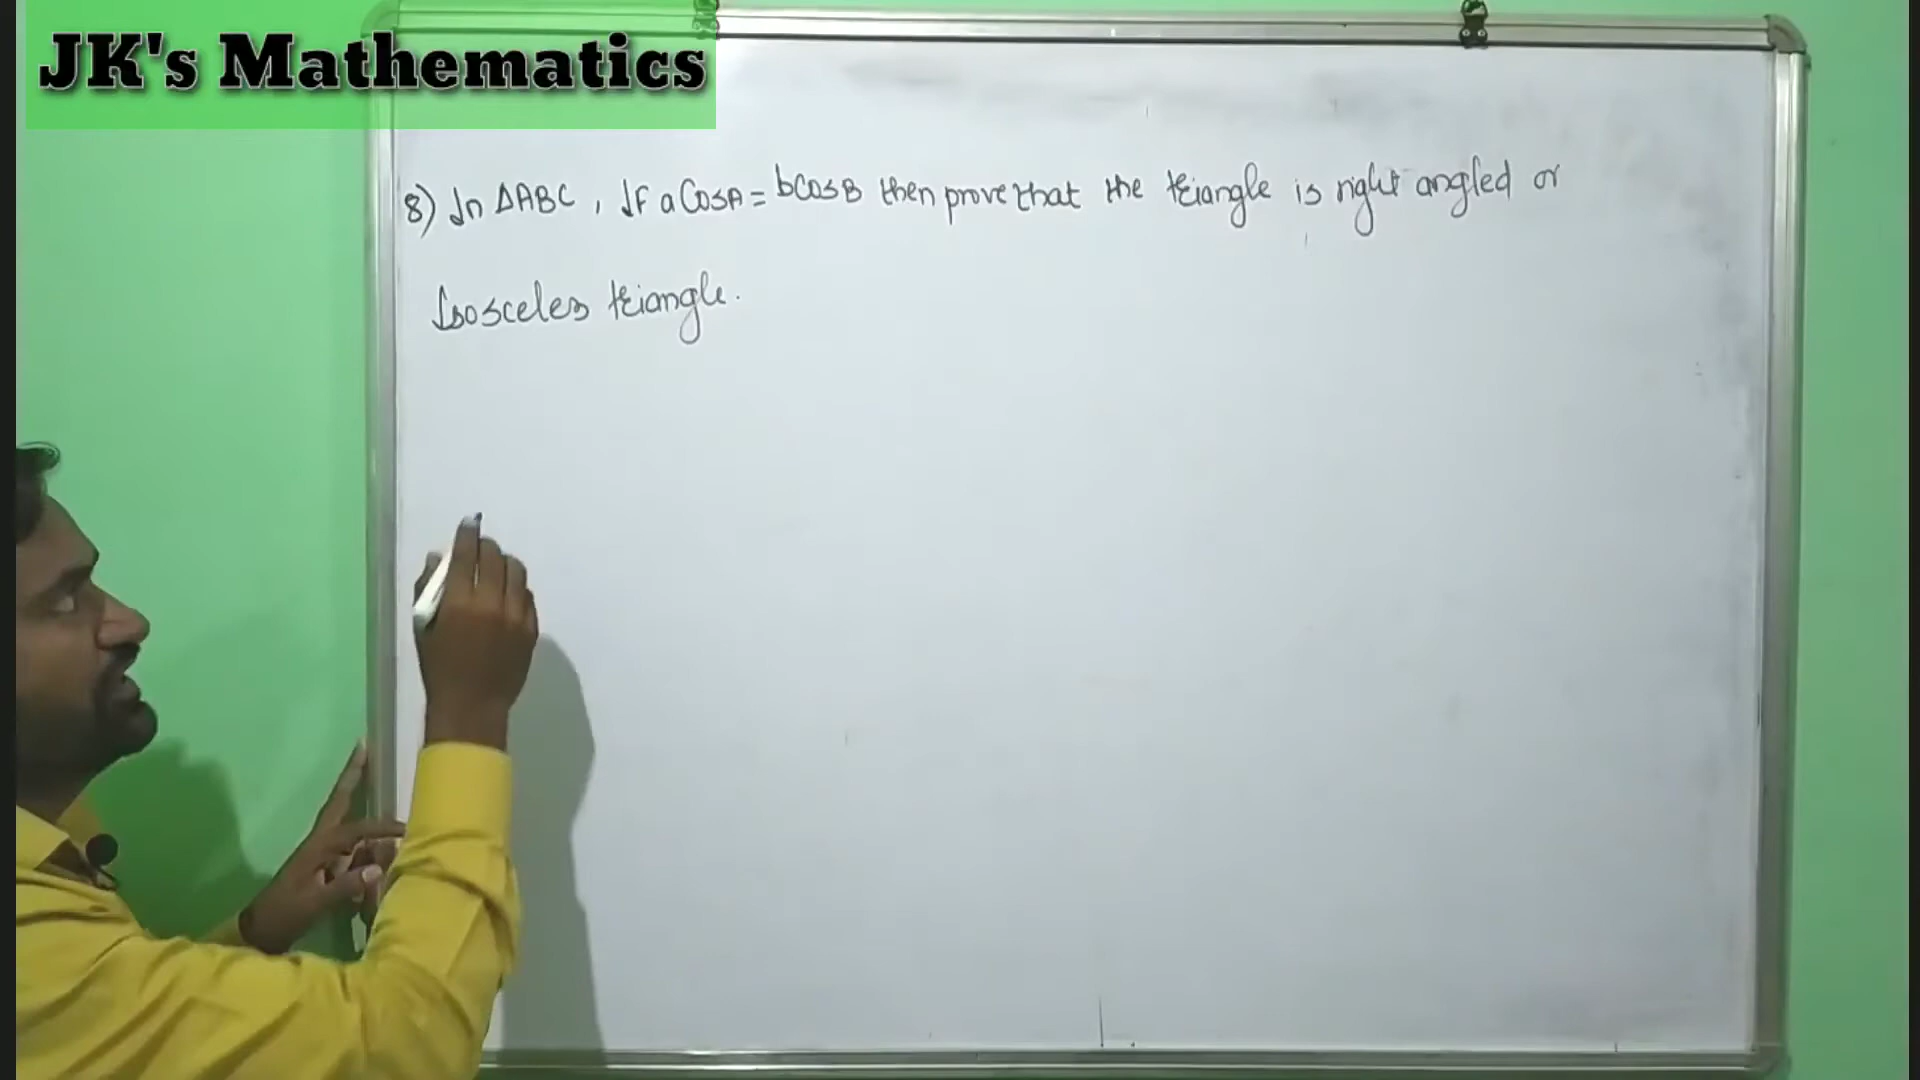 JK's Mathematics
8) In ΔABC, If a CosA = bCosB then prove that the triangle is right angled or
Isosceles triangle.